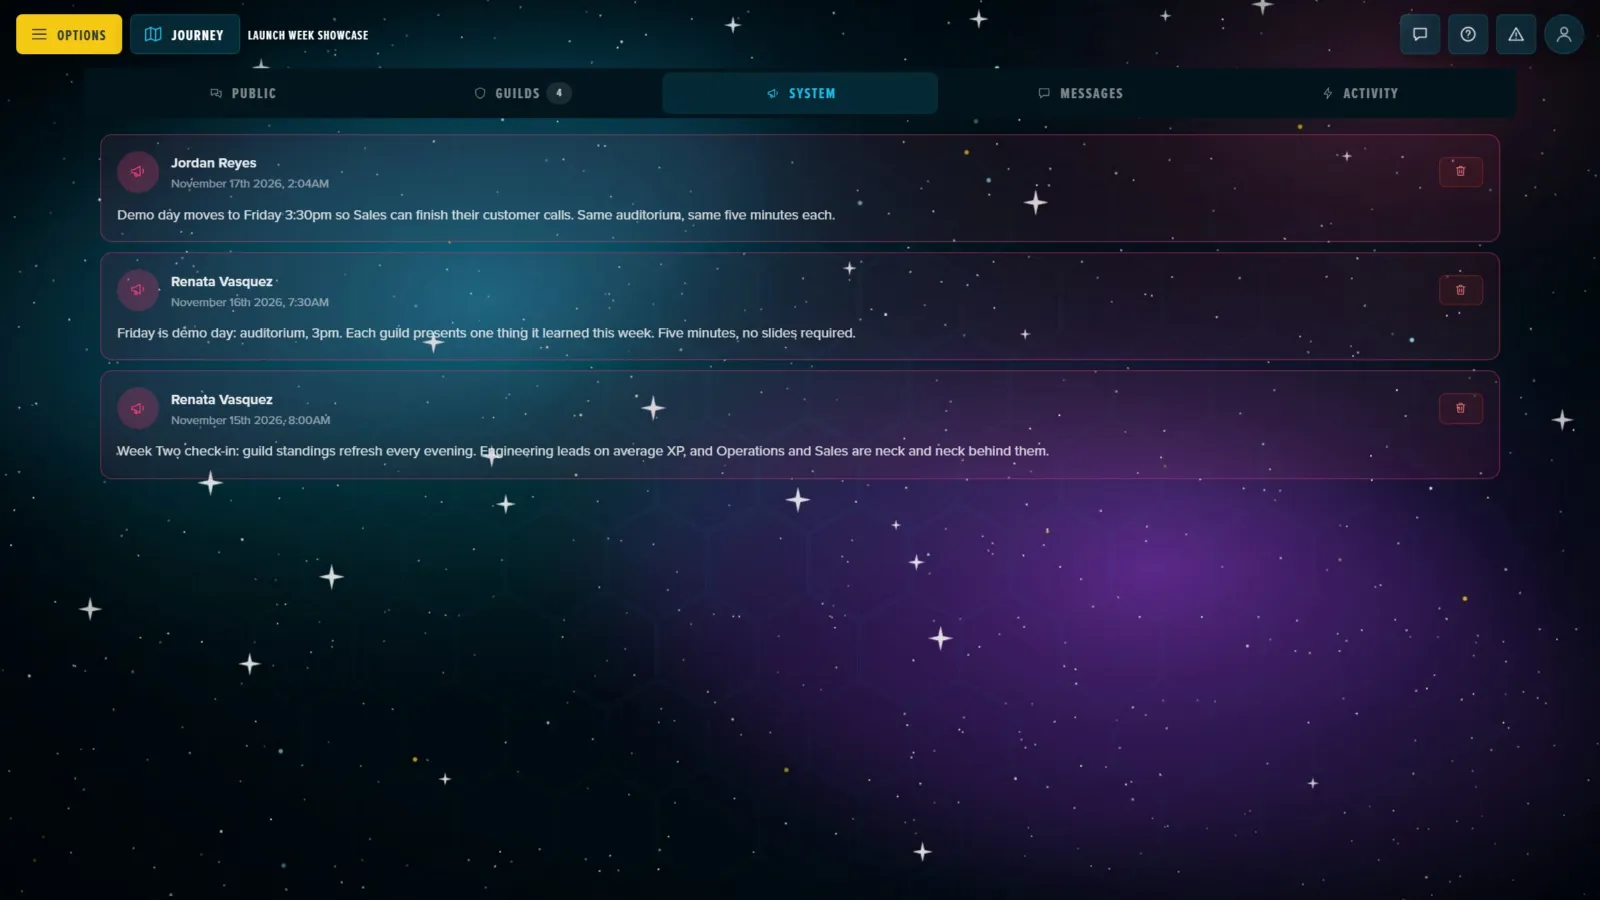 OPTIONS
JOURNEY
LAUNCH WEEK SHOWCASE
PUBLIC
GUILDS 4
SYSTEM
MESSAGES
ACTIVITY
Jordan Reyes
November 17th 2026, 2:04AM
Demo day moves to Friday 3:30pm so Sales can finish their customer calls. Same auditorium, same five minutes each.
Renata Vasquez
November 16th 2026, 7:30AM
Friday is demo day: auditorium, 3pm. Each guild presents one thing it learned this week. Five minutes, no slides required.
Renata Vasquez
November 15th 2026, 8:00AM
Week Two check-in: guild standings refresh every evening. Engineering leads on average XP, and Operations and Sales are neck and neck behind them.